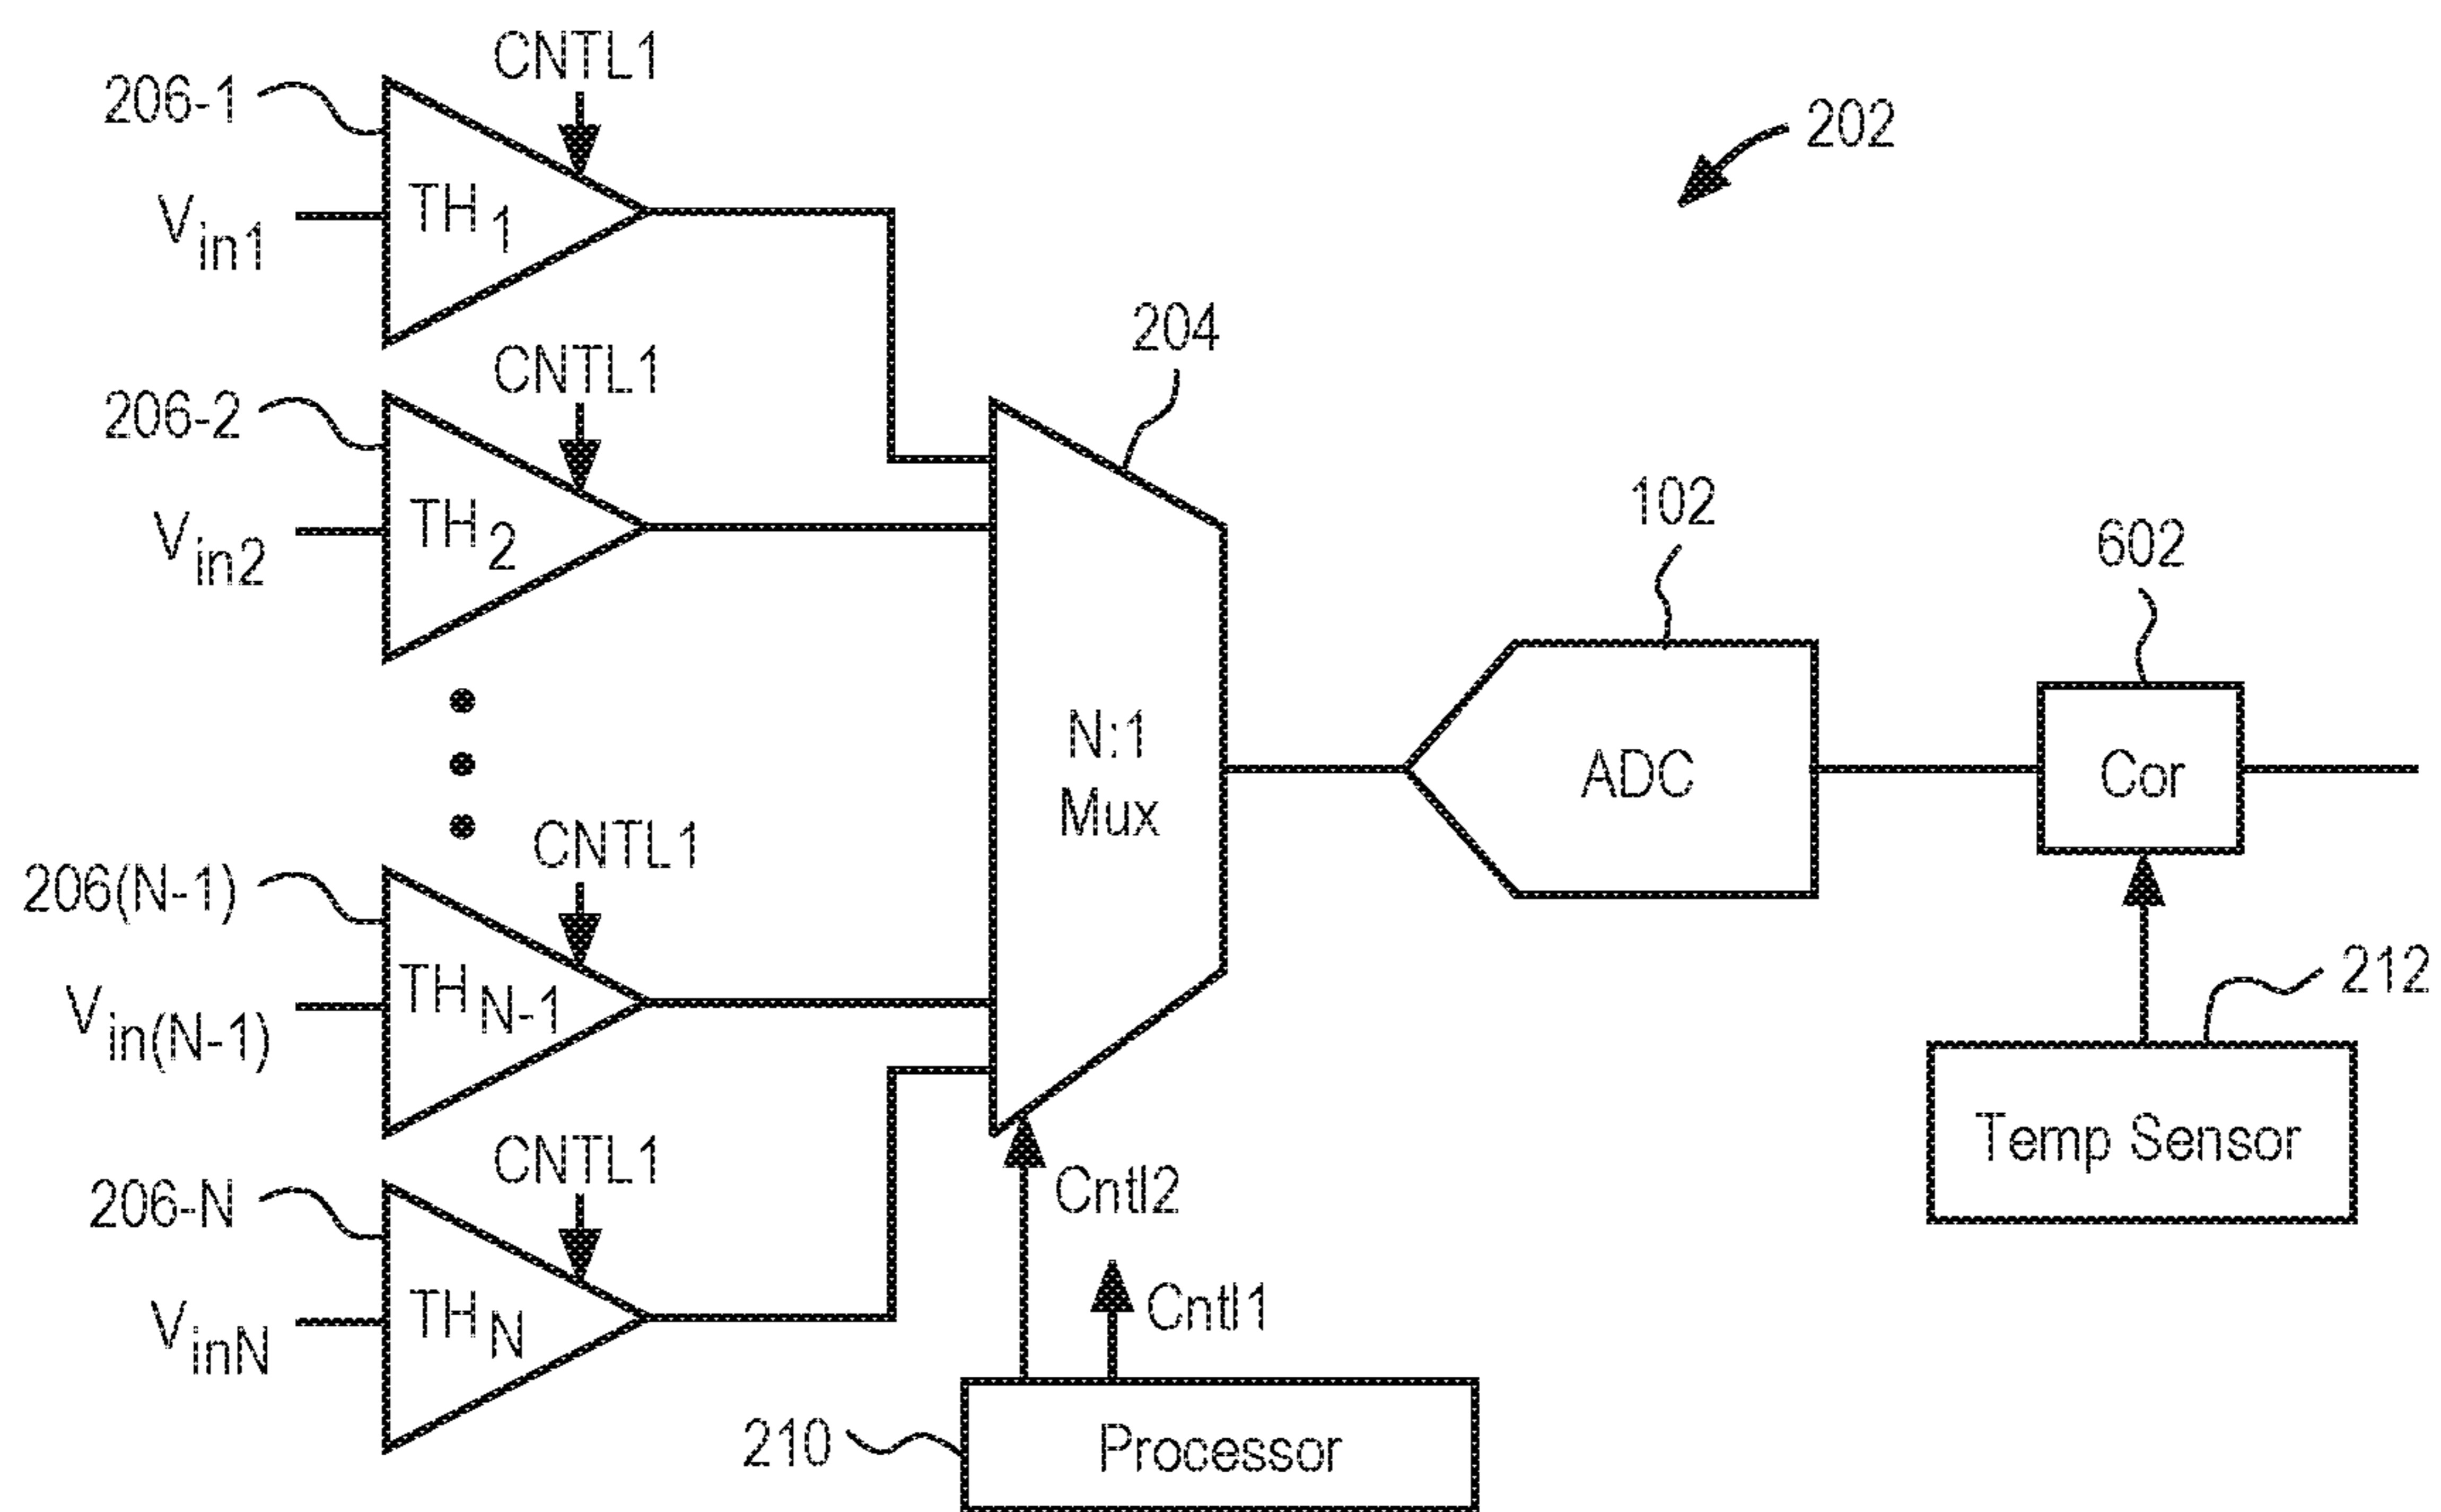 CNTL1
206-1
202
TH1
Vin1
204
CNTL1
206-2
102
TH2
Vin2
602
N:1
Mux
ADC
Cor
CNTL1
206(N-1)
THN-1
Vin(N-1)
212
CNTL1
Temp Sensor
206-N
Cntl2
THN
Cntl1
VinN
210
Processor